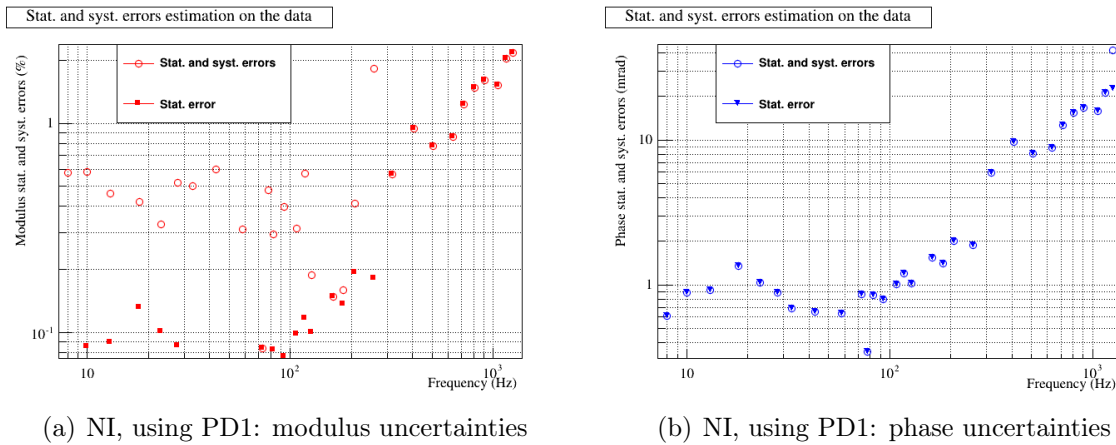 Stat. and syst. errors estimation on the data
Modulus stat. and syst. errors (%)
Stat. and syst. errors
Stat. error
1
10⁻¹
10
10²
10³
Frequency (Hz)
(a) NI, using PD1: modulus uncertainties
Stat. and syst. errors estimation on the data
Phase stat. and syst. errors (mrad)
Stat. and syst. errors
Stat. error
10
1
10
10²
10³
Frequency (Hz)
(b) NI, using PD1: phase uncertainties